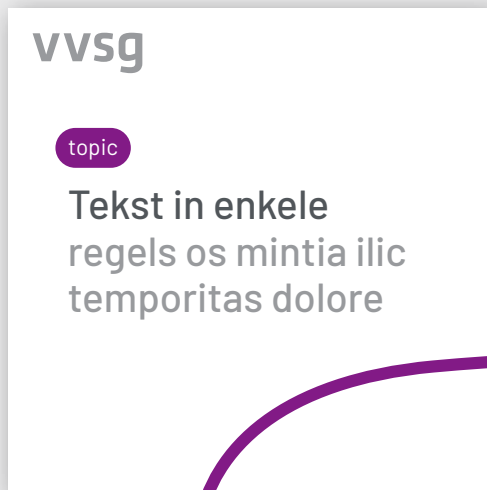 vvsg
topic
Tekst in enkele
regels os mintia ilic
temporitas dolore